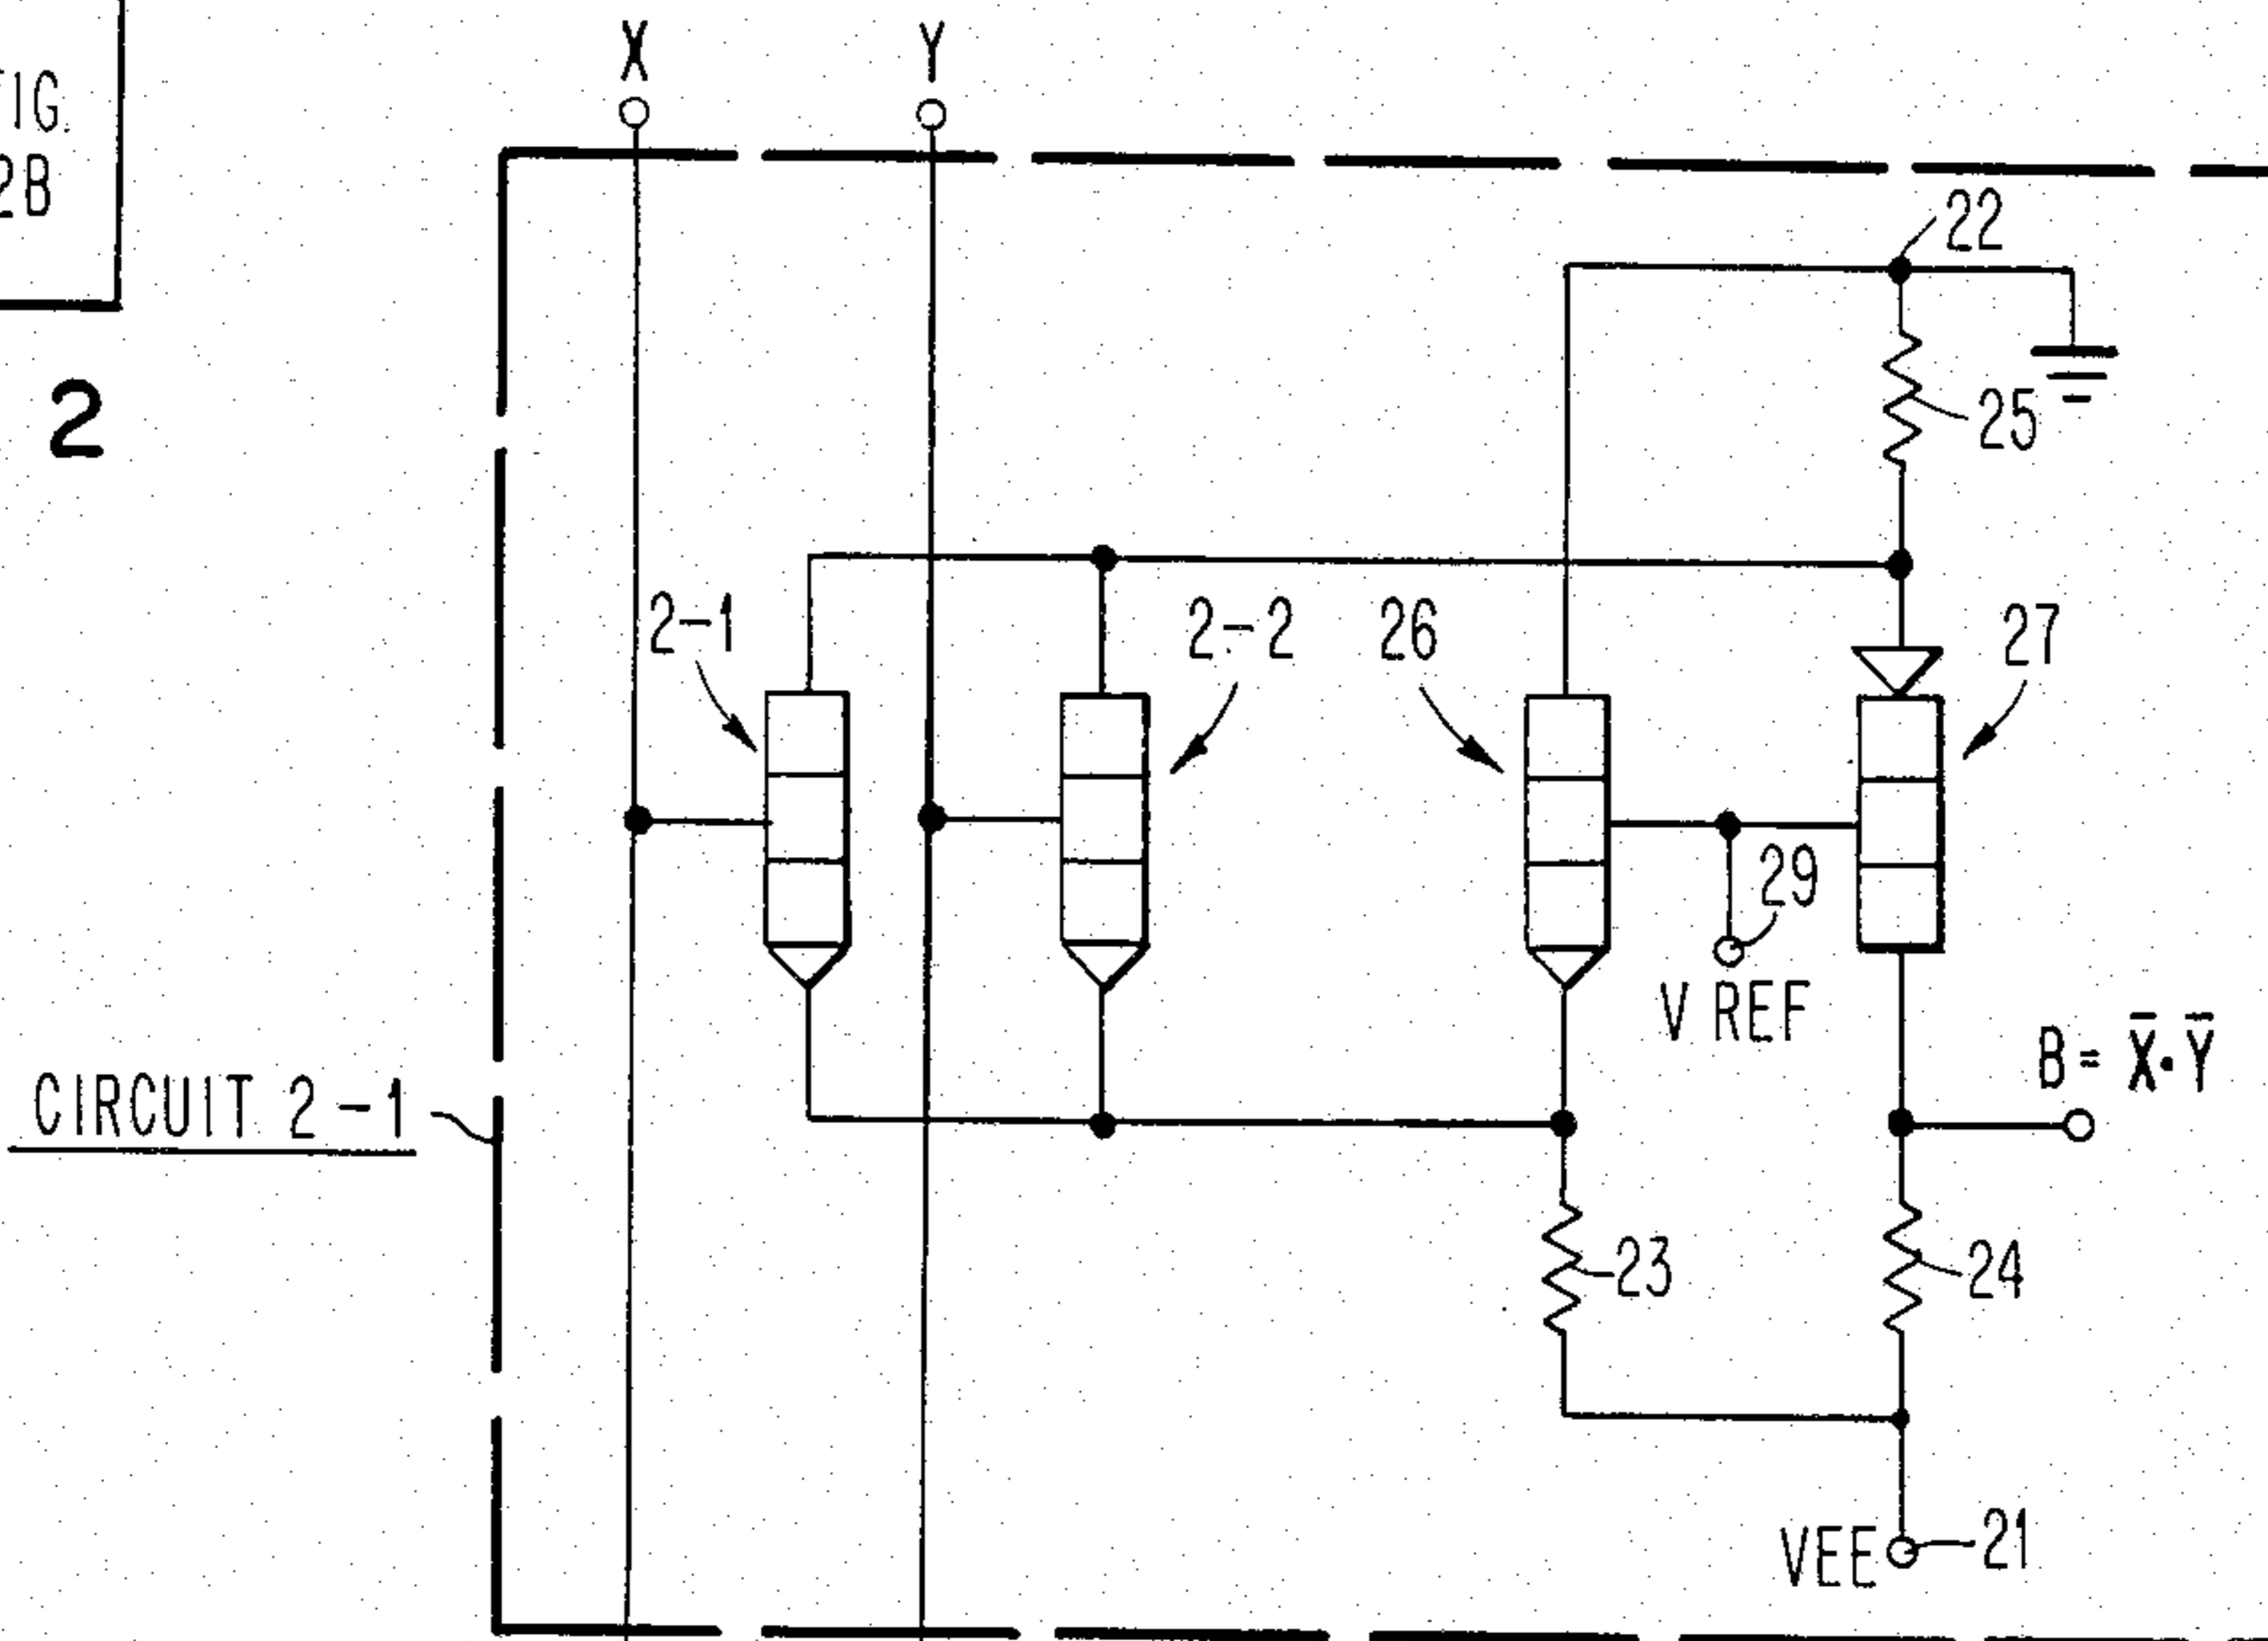 X
Y
FIG.
2B
2
22
25
2-1
2-2
26
27
29
V REF
B = X̄·Ȳ
CIRCUIT 2-1
23
24
VEE
21